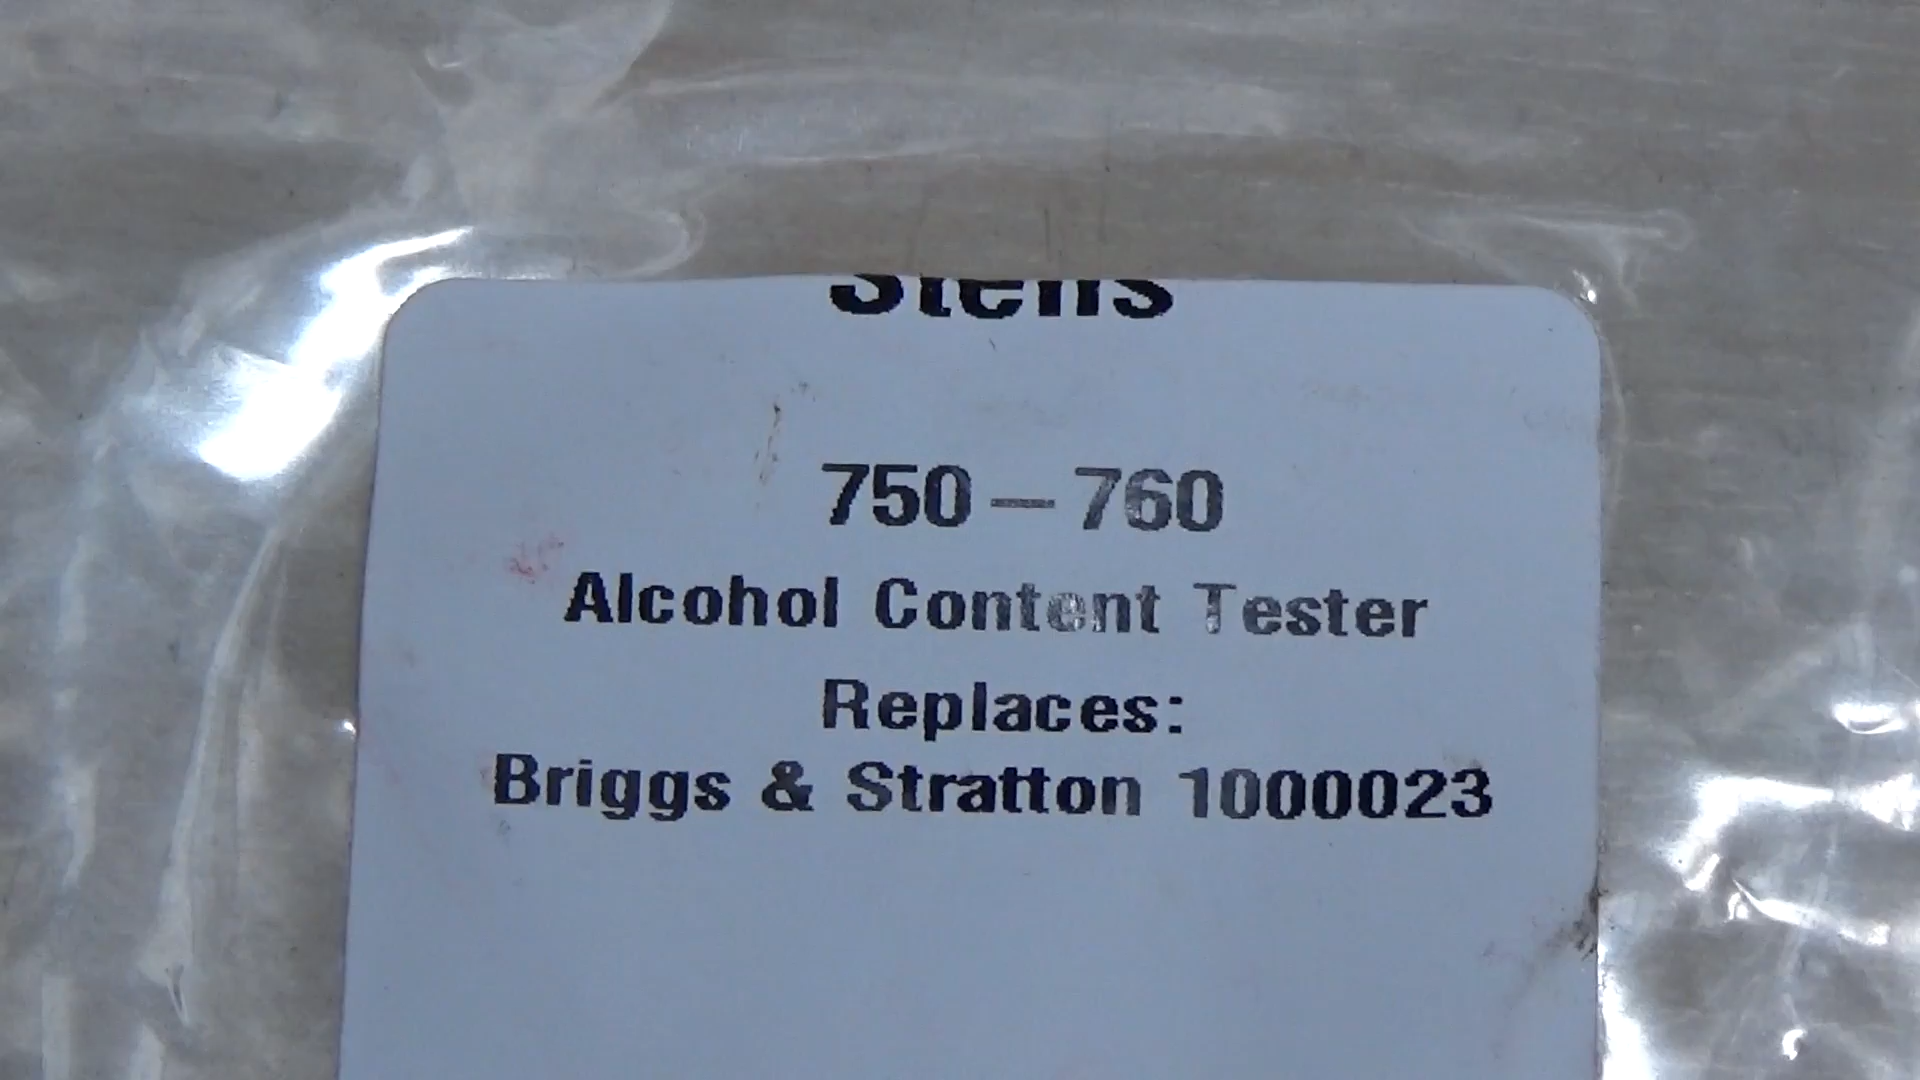 Stens
750-760
Alcohol Content Tester
Replaces:
Briggs & Stratton 1000023